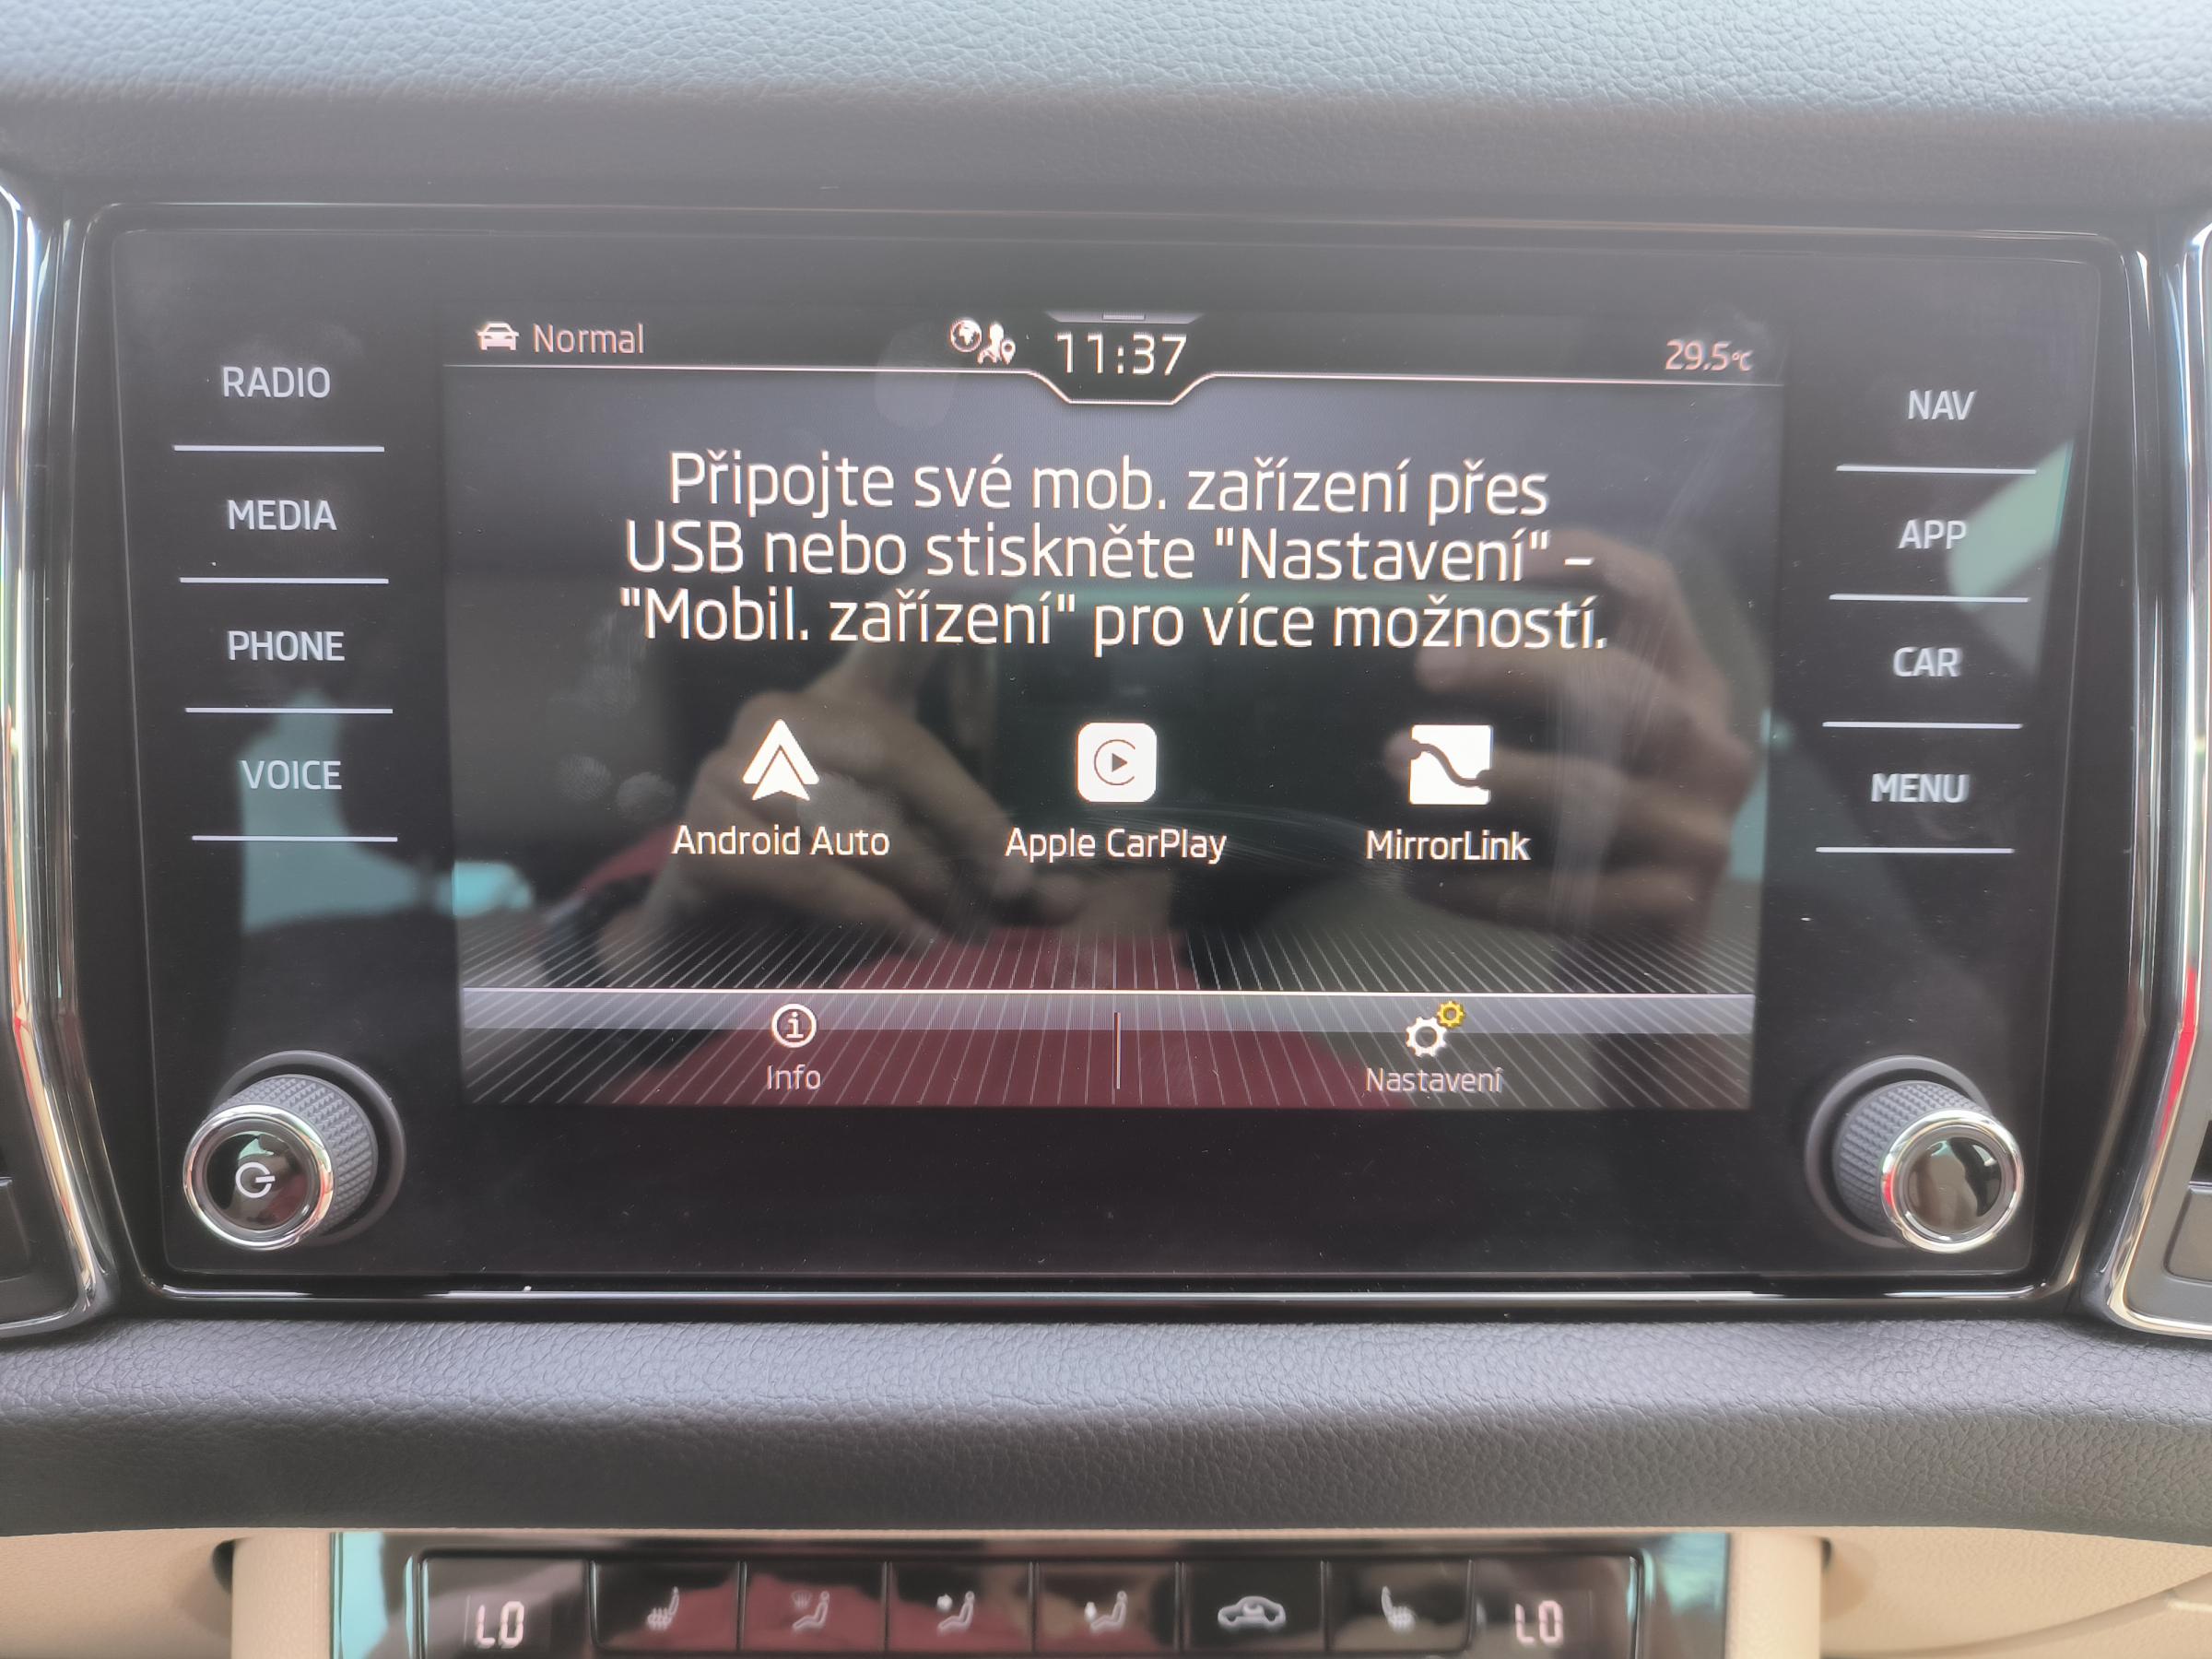 Normal
11:37
29.5°C
RADIO
MEDIA
PHONE
VOICE
NAV
APP
CAR
MENU
Připojte své mob. zařízení přes
USB nebo stiskněte "Nastavení" –
"Mobil. zařízení" pro více možností.
Android Auto
Apple CarPlay
MirrorLink
Info
Nastavení
LO
LO